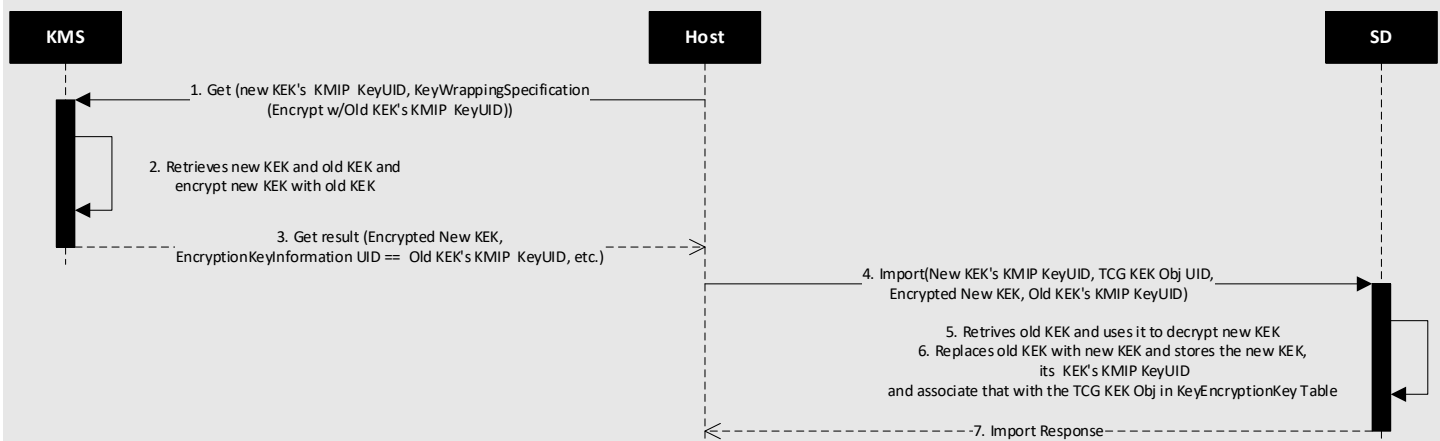 KMS
Host
SD
1. Get (new KEK's KMIP KeyUID, KeyWrappingSpecification
(Encrypt w/Old KEK's KMIP KeyUID))
2. Retrieves new KEK and old KEK and
encrypt new KEK with old KEK
3. Get result (Encrypted New KEK,
EncryptionKeyInformation UID == Old KEK's KMIP KeyUID, etc.)
4. Import(New KEK's KMIP KeyUID, TCG KEK Obj UID,
Encrypted New KEK, Old KEK's KMIP KeyUID)
5. Retrives old KEK and uses it to decrypt new KEK
6. Replaces old KEK with new KEK and stores the new KEK,
its KEK's KMIP KeyUID
and associate that with the TCG KEK Obj in KeyEncryptionKey Table
7. Import Response